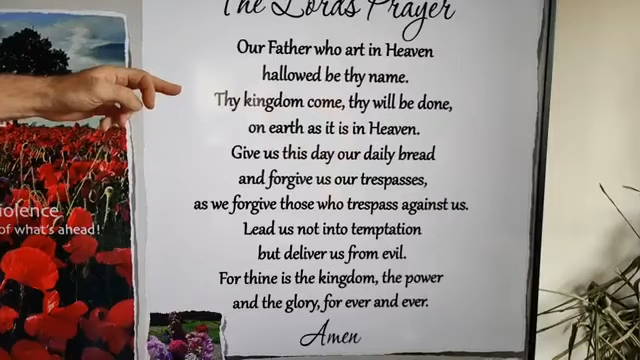 The Lord's Prayer
Our Father who art in Heaven
hallowed be thy name.
Thy kingdom come, thy will be done,
on earth as it is in Heaven.
Give us this day our daily bread
and forgive us our trespasses,
as we forgive those who trespass against us.
Lead us not into temptation
but deliver us from evil.
For thine is the kingdom, the power
and the glory, for ever and ever.
Amen
iolence
of what's ahead!